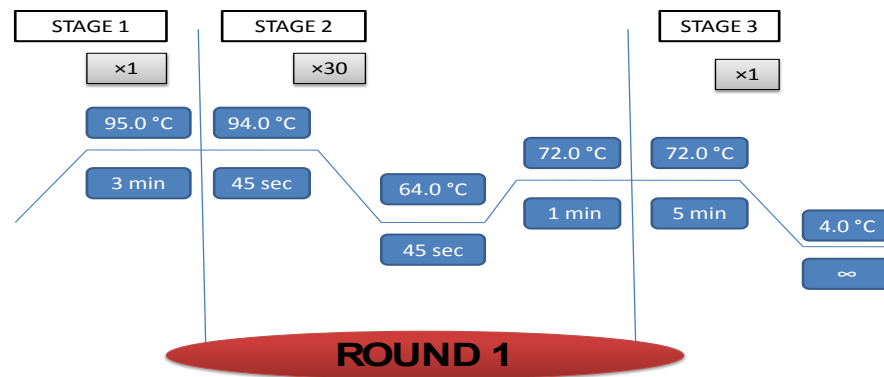 STAGE 1
STAGE 2
STAGE 3
×1
×30
×1
95.0 °C
94.0 °C
72.0 °C
72.0 °C
3 min
45 sec
64.0 °C
1 min
5 min
4.0 °C
45 sec
∞
ROUND 1